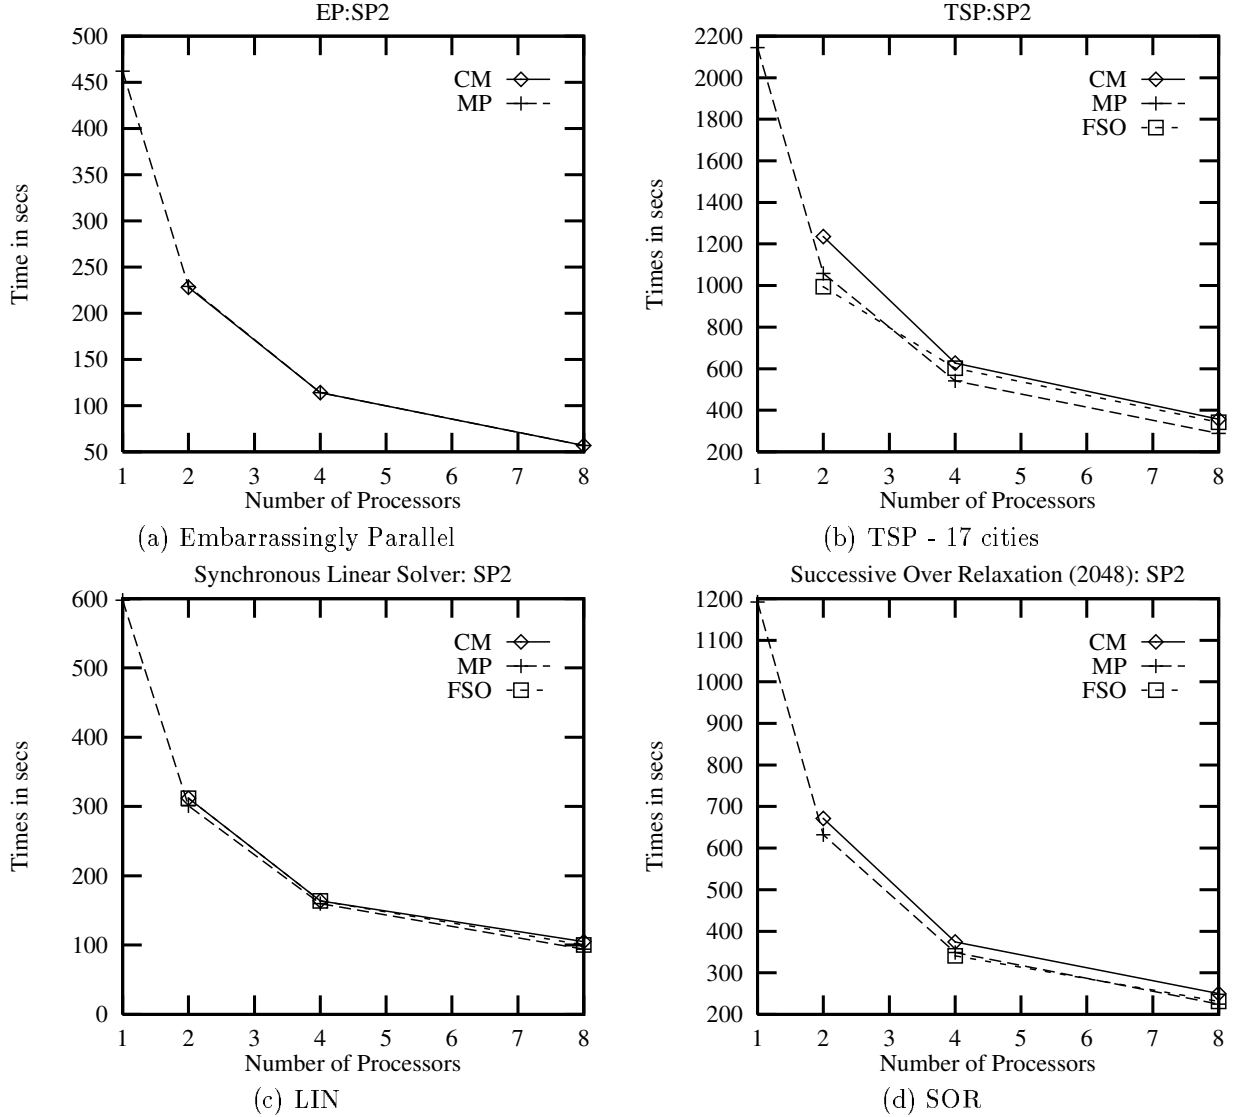 EP:SP2
500
450
400
350
300
250
200
150
100
50
Time in secs
CM
MP
1 2 3 4 5 6 7 8
Number of Processors
(a) Embarrassingly Parallel
TSP:SP2
2200
2000
1800
1600
1400
1200
1000
800
600
400
200
Times in secs
CM
MP
FSO
1 2 3 4 5 6 7 8
Number of Processors
(b) TSP - 17 cities
Synchronous Linear Solver: SP2
600
500
400
300
200
100
0
Times in secs
CM
MP
FSO
1 2 3 4 5 6 7 8
Number of Processors
(c) LIN
Successive Over Relaxation (2048): SP2
1200
1100
1000
900
800
700
600
500
400
300
200
Times in secs
CM
MP
FSO
1 2 3 4 5 6 7 8
Number of Processors
(d) SOR